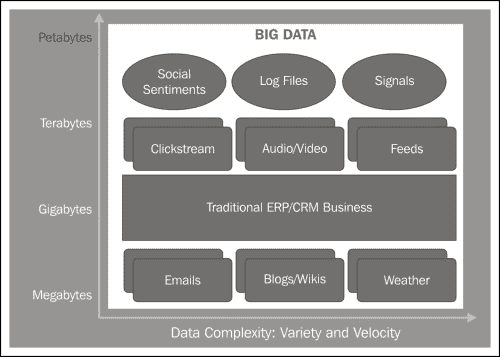 Petabytes
BIG DATA
Social
Sentiments
Log Files
Signals
Terabytes
Clickstream
Audio/Video
Feeds
Gigabytes
Traditional ERP/CRM Business
Emails
Blogs/Wikis
Weather
Megabytes
Data Complexity: Variety and Velocity